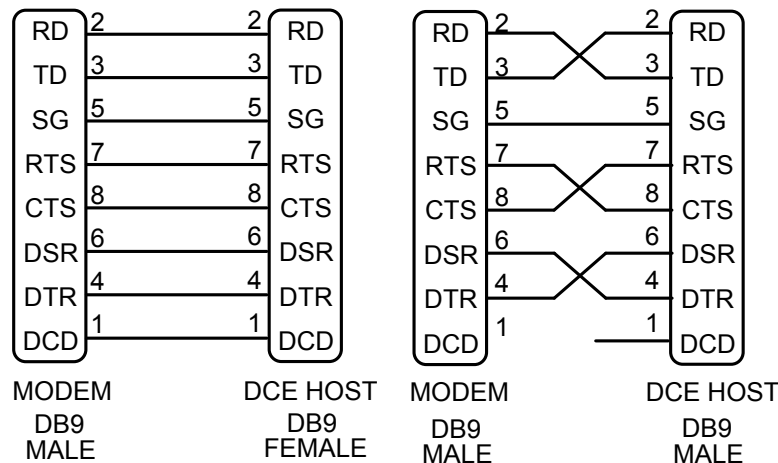 RD 2 2 RD
TD 3 3 TD
SG 5 5 SG
RTS 7 7 RTS
CTS 8 8 CTS
DSR 6 6 DSR
DTR 4 4 DTR
DCD 1 1 DCD
MODEM
DB9
MALE
DCE HOST
DB9
FEMALE
RD 2 2 RD
TD 3 3 TD
SG 5 5 SG
RTS 7 7 RTS
CTS 8 8 CTS
DSR 6 6 DSR
DTR 4 4 DTR
DCD 1 1 DCD
MODEM
DB9
MALE
DCE HOST
DB9
MALE